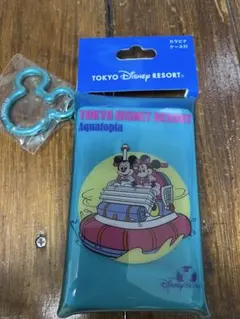 カラビナ
ケース付
TOKYO Disney RESORT®
TOKYO DISNEY RESORT
Aquatopia